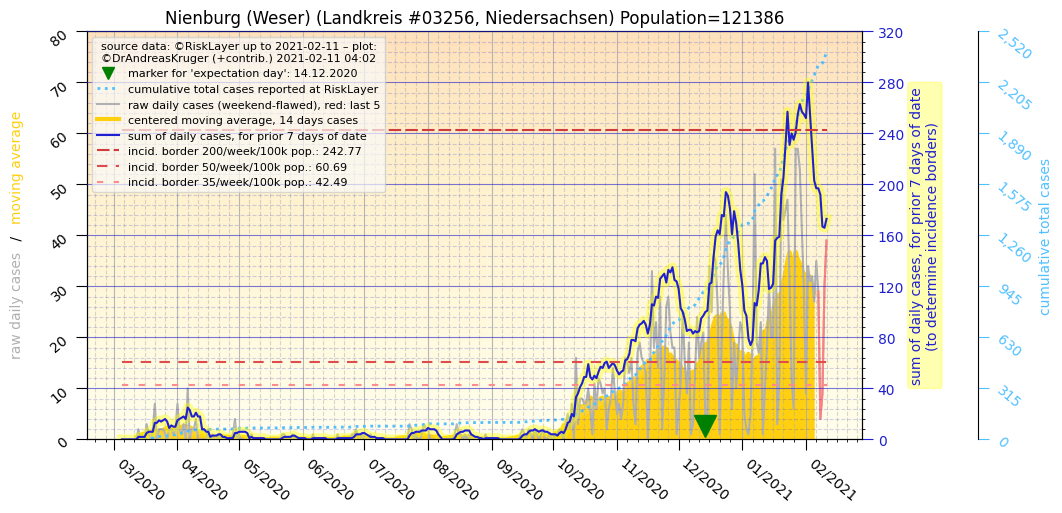 Nienburg (Weser) (Landkreis #03256, Niedersachsen) Population=121386
source data: ©RiskLayer up to 2021-02-11 – plot:
©DrAndreasKruger (+contrib.) 2021-02-11 04:02
marker for 'expectation day': 14.12.2020
cumulative total cases reported at RiskLayer
raw daily cases (weekend-flawed), red: last 5
centered moving average, 14 days cases
sum of daily cases, for prior 7 days of date
incid. border 200/week/100k pop.: 242.77
incid. border 50/week/100k pop.: 60.69
incid. border 35/week/100k pop.: 42.49
raw daily cases / moving average
80
70
60
50
40
30
20
10
0
03/2020
04/2020
05/2020
06/2020
07/2020
08/2020
09/2020
10/2020
11/2020
12/2020
01/2021
02/2021
320
280
240
200
160
120
80
40
0
sum of daily cases, for prior 7 days of date
(to determine incidence borders)
2,520
2,205
1,890
1,575
1,260
945
630
315
0
cumulative total cases